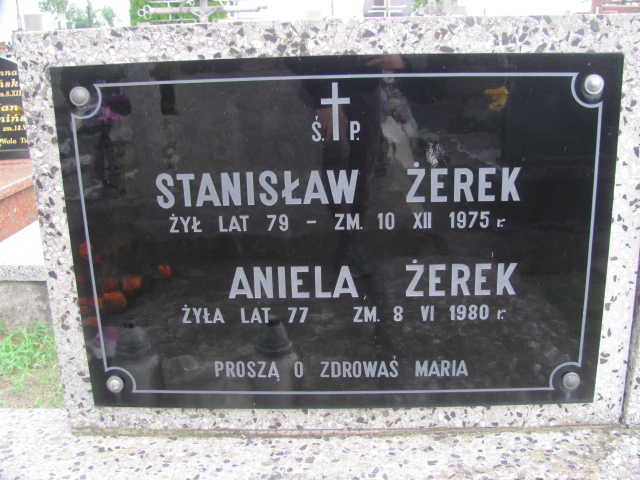 Ś. P.
STANISŁAW ŻEREK
ŻYŁ LAT 79 – ZM. 10 XII 1975 r.
ANIELA ŻEREK
ŻYŁA LAT 77 ZM. 8 VI 1980 r.
PROSZĄ O ZDROWAŚ MARIA